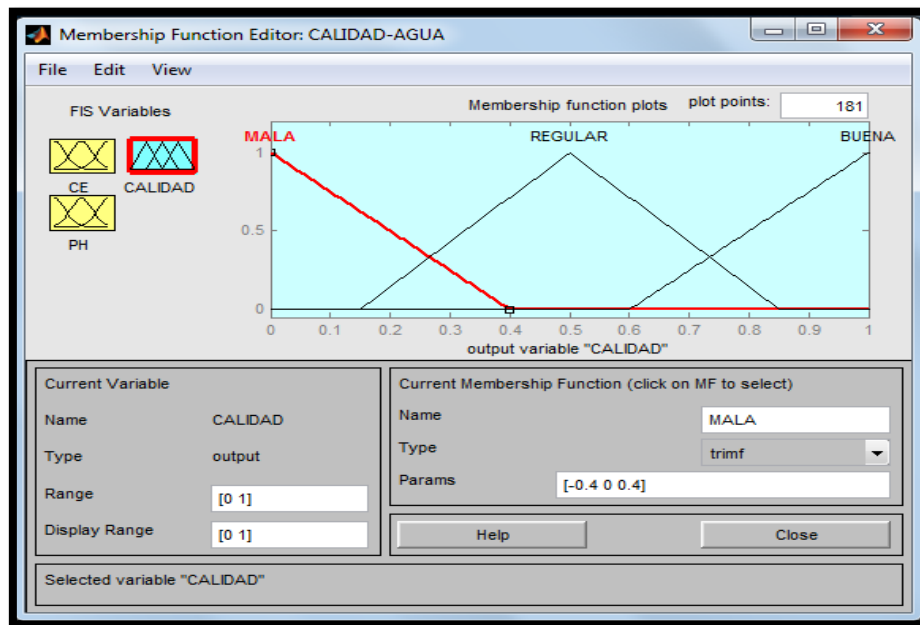 Membership Function Editor: CALIDAD-AGUA
File Edit View
FIS Variables
Membership function plots
plot points:
181
CE
CALIDAD
PH
MALA
REGULAR
BUENA
1
0.5
0
0 0.1 0.2 0.3 0.4 0.5 0.6 0.7 0.8 0.9 1
output variable "CALIDAD"
Current Variable
Name CALIDAD
Type output
Range [0 1]
Display Range [0 1]
Current Membership Function (click on MF to select)
Name MALA
Type trimf
Params [-0.4 0 0.4]
Help Close
Selected variable "CALIDAD"